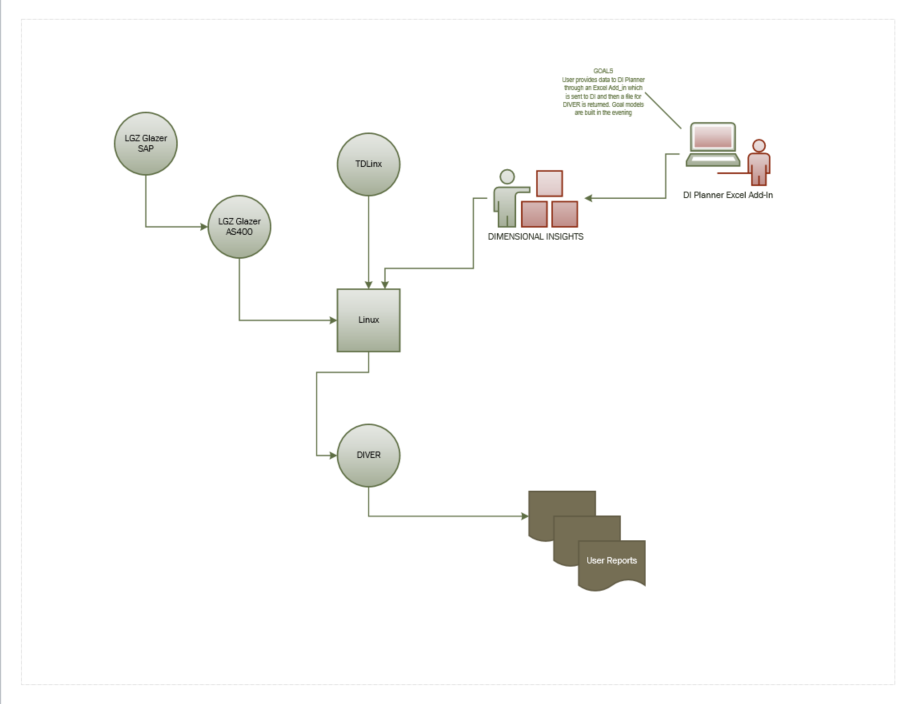 GOALS
User provides data to DI Planner
through an Excel Add_in which
is sent to DI and then a file for
DIVER is returned. Goal models
are built in the evening
LGZ Glazer
SAP
TDLinx
DI Planner Excel Add-In
LGZ Glazer
AS400
DIMENSIONAL INSIGHTS
Linux
DIVER
User Reports